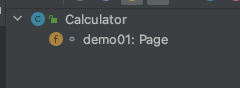 C Calculator
f demo01: Page